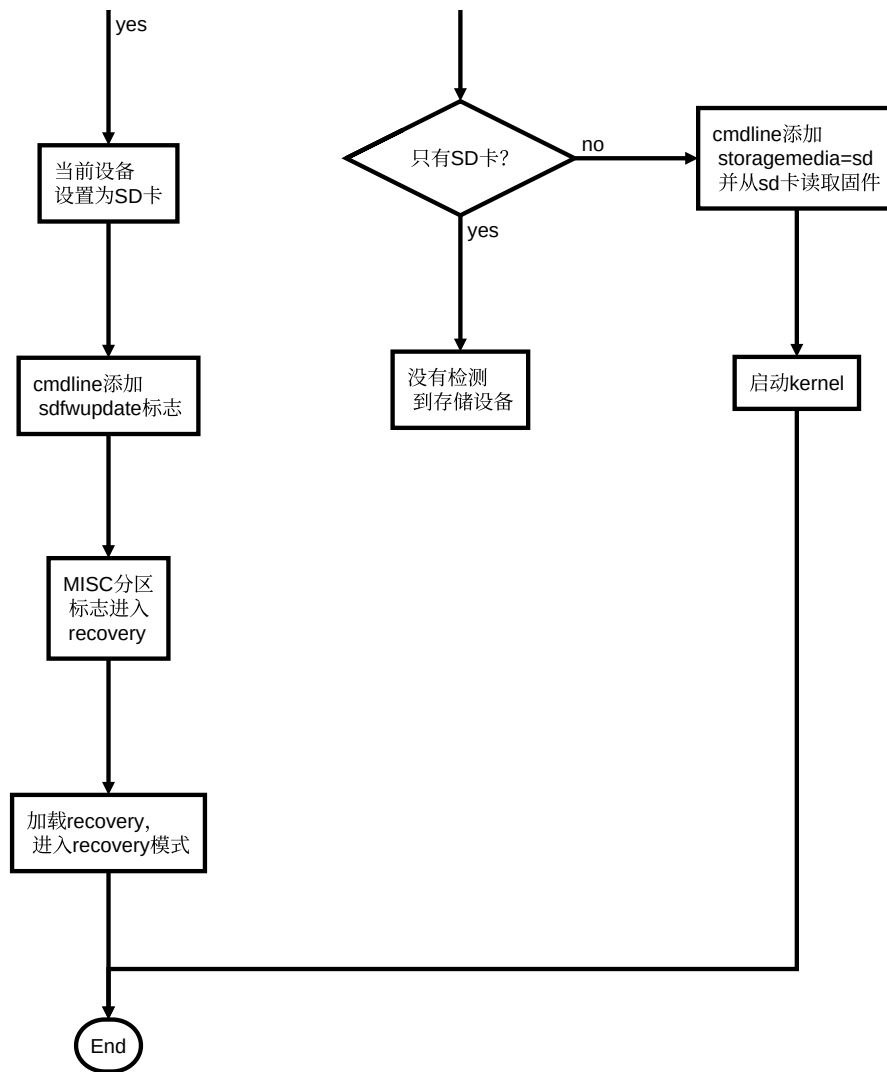 yes
当前设备
设置为SD卡
cmdline添加
sdfwupdate标志
MISC分区
标志进入
recovery
加载recovery，
进入recovery模式
End
只有SD卡？
no
yes
没有检测
到存储设备
cmdline添加
storagemedia=sd
并从sd卡读取固件
启动kernel